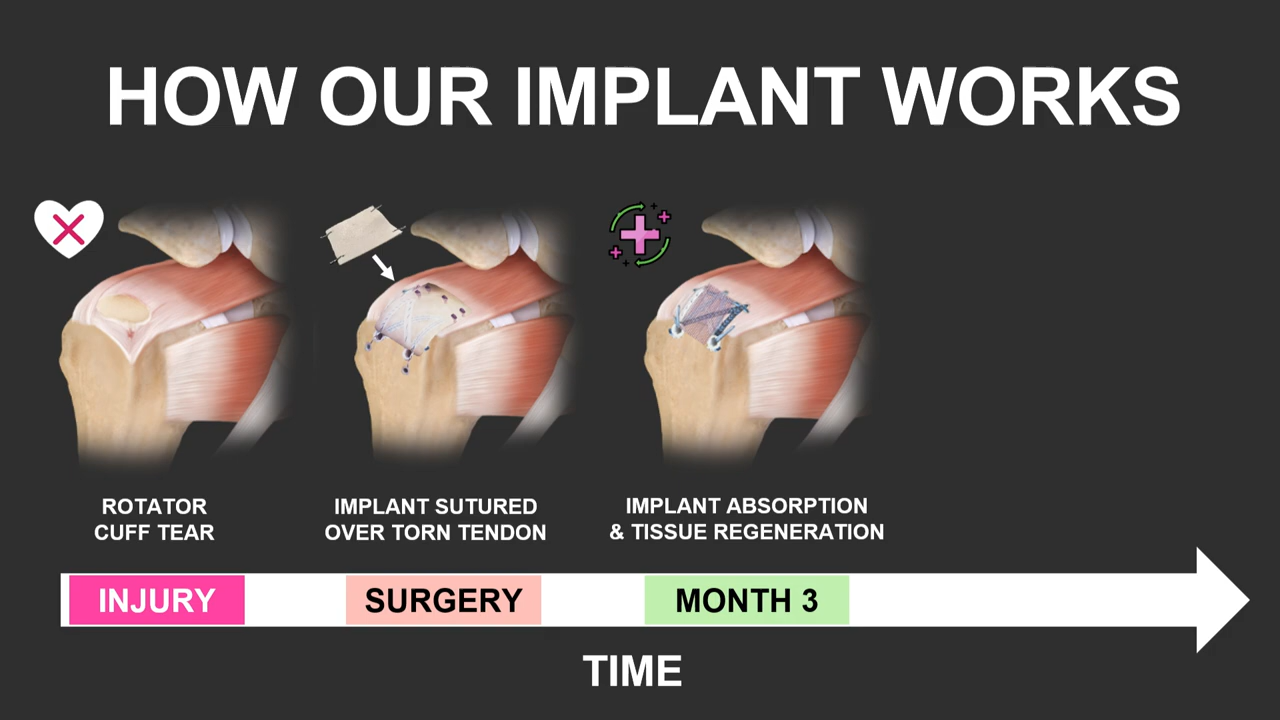 HOW OUR IMPLANT WORKS
ROTATOR
CUFF TEAR
IMPLANT SUTURED
OVER TORN TENDON
IMPLANT ABSORPTION
& TISSUE REGENERATION
INJURY
SURGERY
MONTH 3
TIME